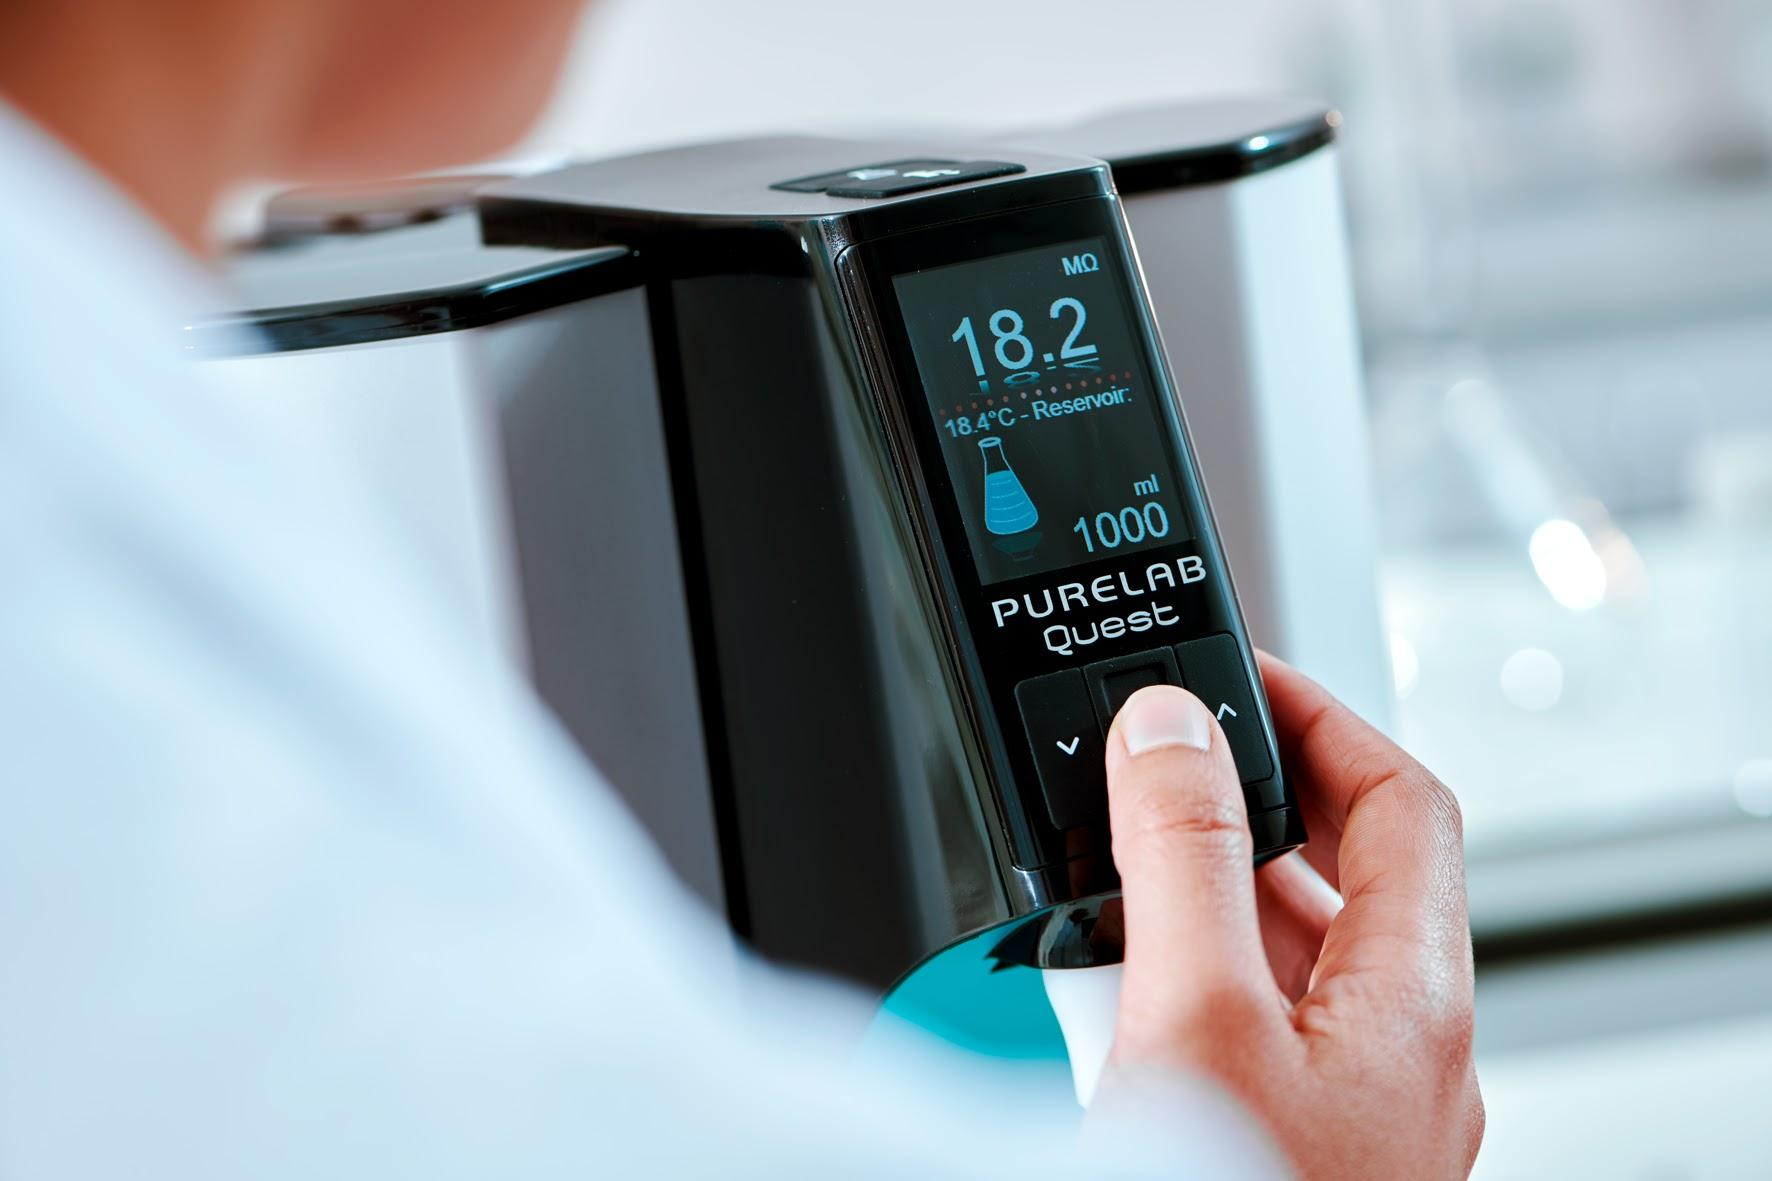 MΩ
18.2
18.4°C - Reservoir:
ml
1000
PURELAB
Quest